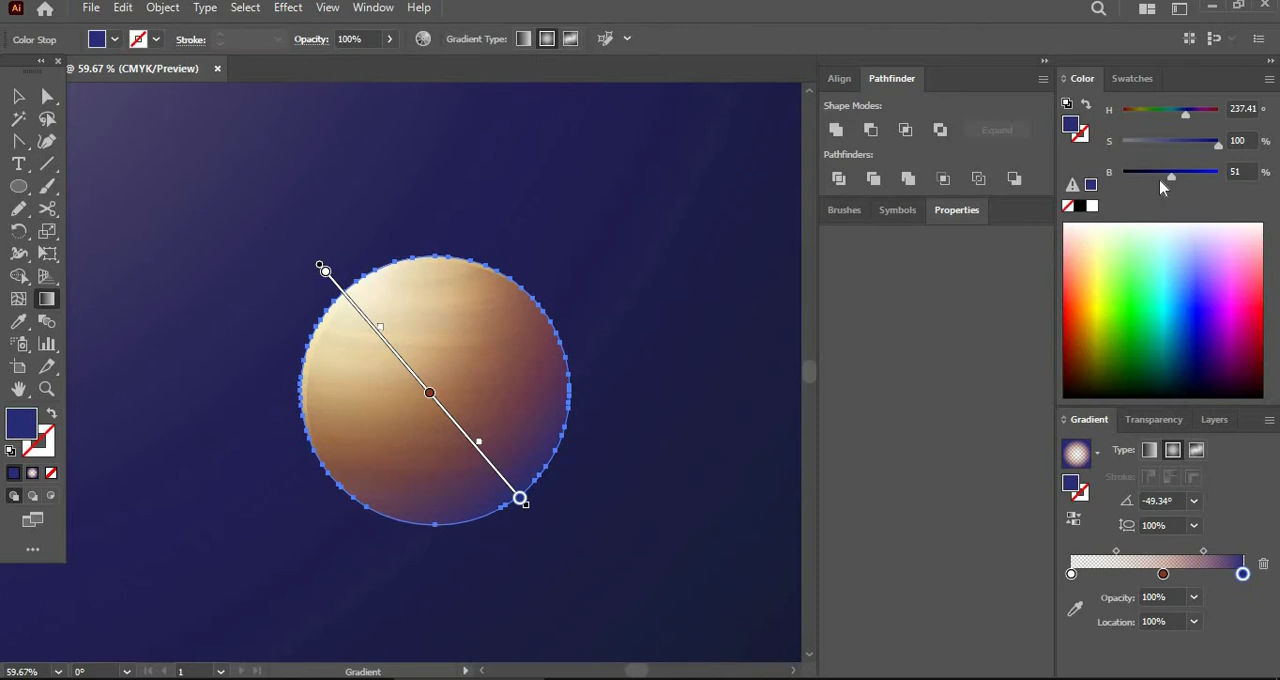 Ai File Edit Object Type Select Effect View Window Help
Color Stop Stroke: Opacity: 100% Gradient Type:
@ 59.67 % (CMYK/Preview) ×
Align Pathfinder
Shape Modes:
Expand
Pathfinders:
Brushes Symbols Properties
Color Swatches
H 237.41 °
S 100 %
B 51 %
Gradient Transparency Layers
Type:
Stroke:
-49.34°
100%
Opacity: 100%
Location: 100%
T
59.67% 0° 1 Gradient